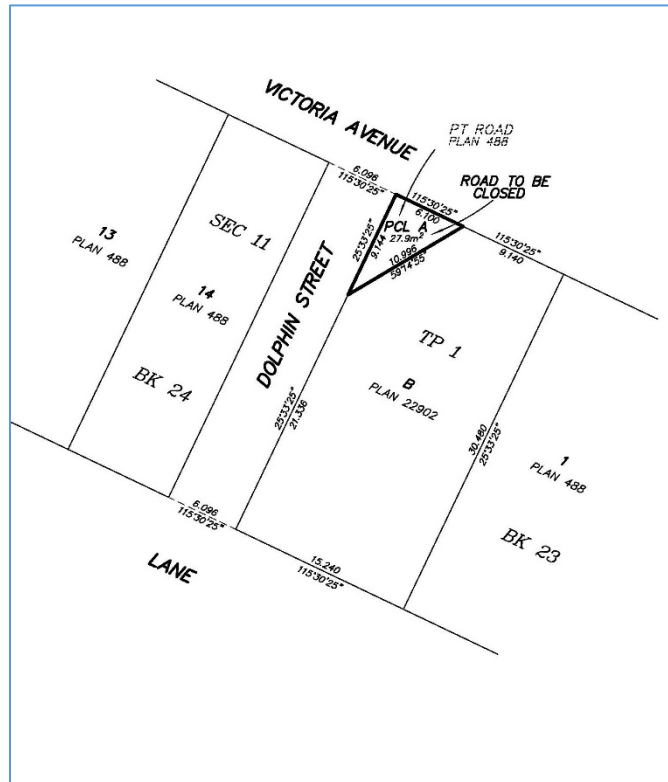 VICTORIA AVENUE
PT ROAD
PLAN 488
ROAD TO BE
CLOSED
6.096
115°30'25"
115°30'25"
6.100
PCL A
27.9m²
25°33'25"
9.144
10.996
59°14'55"
115°30'25"
9.140
13
PLAN 488
SEC 11
14
PLAN 488
BK 24
DOLPHIN STREET
TP 1
B
PLAN 22902
25°33'25"
21.336
30.480
25°33'25"
1
PLAN 488
BK 23
6.096
115°30'25"
LANE
15.240
115°30'25"